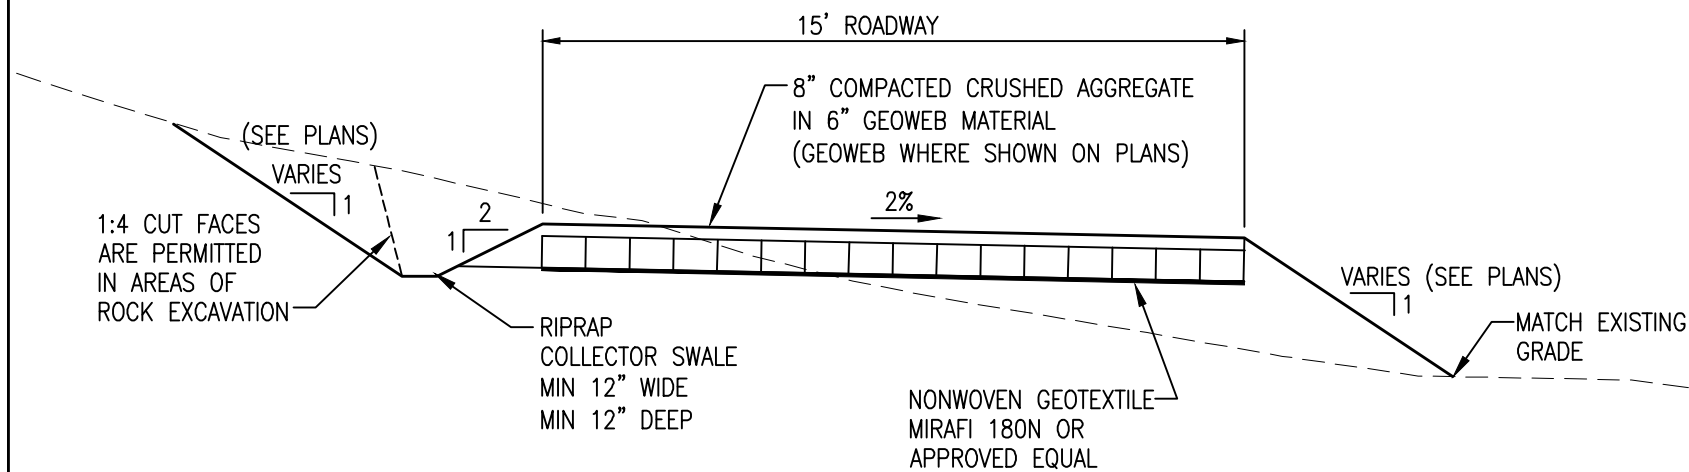 15' ROADWAY
8" COMPACTED CRUSHED AGGREGATE
IN 6" GEOWEB MATERIAL
(GEOWEB WHERE SHOWN ON PLANS)
(SEE PLANS)
VARIES
1
1:4 CUT FACES
ARE PERMITTED
IN AREAS OF
ROCK EXCAVATION
2
1
2%
VARIES (SEE PLANS)
1
MATCH EXISTING
GRADE
RIPRAP
COLLECTOR SWALE
MIN 12" WIDE
MIN 12" DEEP
NONWOVEN GEOTEXTILE
MIRAFI 180N OR
APPROVED EQUAL